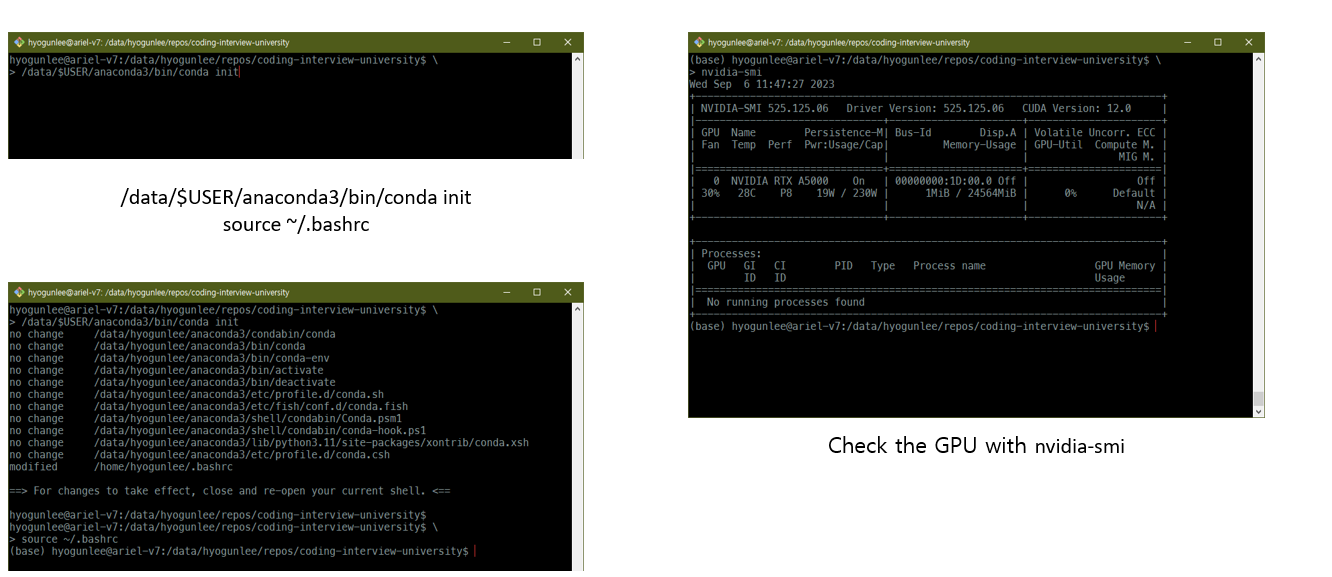 hyogunlee@ariel-v7: /data/hyogunlee/repos/coding-interview-university
hyogunlee@ariel-v7:/data/hyogunlee/repos/coding-interview-university$ \
> /data/$USER/anaconda3/bin/conda init
/data/$USER/anaconda3/bin/conda init
source ~/.bashrc
hyogunlee@ariel-v7: /data/hyogunlee/repos/coding-interview-university
hyogunlee@ariel-v7:/data/hyogunlee/repos/coding-interview-university$ \
> /data/$USER/anaconda3/bin/conda init
no change     /data/hyogunlee/anaconda3/condabin/conda
no change     /data/hyogunlee/anaconda3/bin/conda
no change     /data/hyogunlee/anaconda3/bin/conda-env
no change     /data/hyogunlee/anaconda3/bin/activate
no change     /data/hyogunlee/anaconda3/bin/deactivate
no change     /data/hyogunlee/anaconda3/etc/profile.d/conda.sh
no change     /data/hyogunlee/anaconda3/etc/fish/conf.d/conda.fish
no change     /data/hyogunlee/anaconda3/shell/condabin/Conda.psm1
no change     /data/hyogunlee/anaconda3/shell/condabin/conda-hook.ps1
no change     /data/hyogunlee/anaconda3/lib/python3.11/site-packages/xontrib/conda.xsh
no change     /data/hyogunlee/anaconda3/etc/profile.d/conda.csh
modified      /home/hyogunlee/.bashrc
==> For changes to take effect, close and re-open your current shell. <==
hyogunlee@ariel-v7:/data/hyogunlee/repos/coding-interview-university$
hyogunlee@ariel-v7:/data/hyogunlee/repos/coding-interview-university$ \
> source ~/.bashrc
(base) hyogunlee@ariel-v7:/data/hyogunlee/repos/coding-interview-university$
hyogunlee@ariel-v7: /data/hyogunlee/repos/coding-interview-university
(base) hyogunlee@ariel-v7:/data/hyogunlee/repos/coding-interview-university$ \
> nvidia-smi
Wed Sep  6 11:47:27 2023
| NVIDIA-SMI 525.125.06   Driver Version: 525.125.06   CUDA Version: 12.0     |
| GPU  Name        Persistence-M| Bus-Id        Disp.A | Volatile Uncorr. ECC |
| Fan  Temp  Perf  Pwr:Usage/Cap|         Memory-Usage | GPU-Util  Compute M. |
|                               |                      |               MIG M. |
|   0  NVIDIA RTX A5000    On   | 00000000:1D:00.0 Off |                  Off |
| 30%   28C    P8    19W / 230W |      1MiB / 24564MiB |      0%      Default |
|                               |                      |                  N/A |
| Processes:                                                                  |
|  GPU   GI   CI        PID   Type   Process name                  GPU Memory |
|        ID   ID                                                   Usage      |
|  No running processes found                                                 |
(base) hyogunlee@ariel-v7:/data/hyogunlee/repos/coding-interview-university$
Check the GPU with nvidia-smi